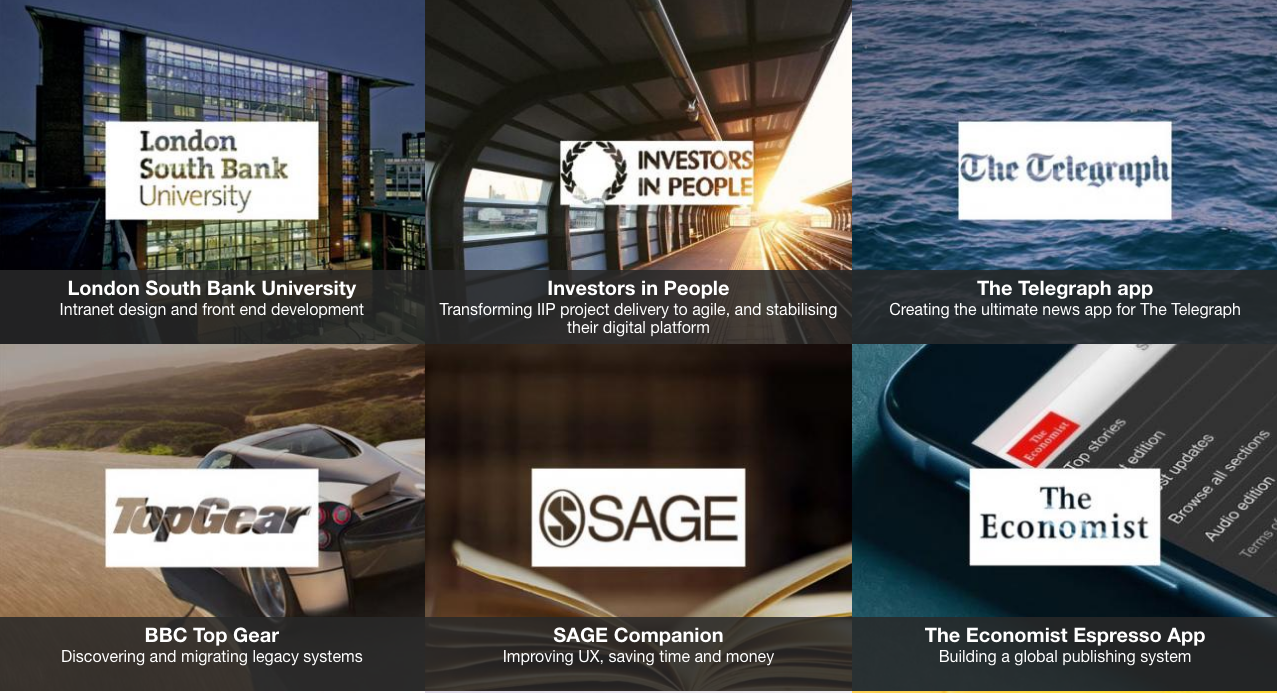 London
South Bank
University
London South Bank University
Intranet design and front end development
INVESTORS
IN PEOPLE
Investors in People
Transforming IIP project delivery to agile, and stabilising
their digital platform
The Telegraph
The Telegraph app
Creating the ultimate news app for The Telegraph
TopGear
BBC Top Gear
Discovering and migrating legacy systems
SAGE
SAGE Companion
Improving UX, saving time and money
The
Economist
Top stories
edition
updates
Browse all sections
Audio edition
Terms
The
Economist
The Economist Espresso App
Building a global publishing system